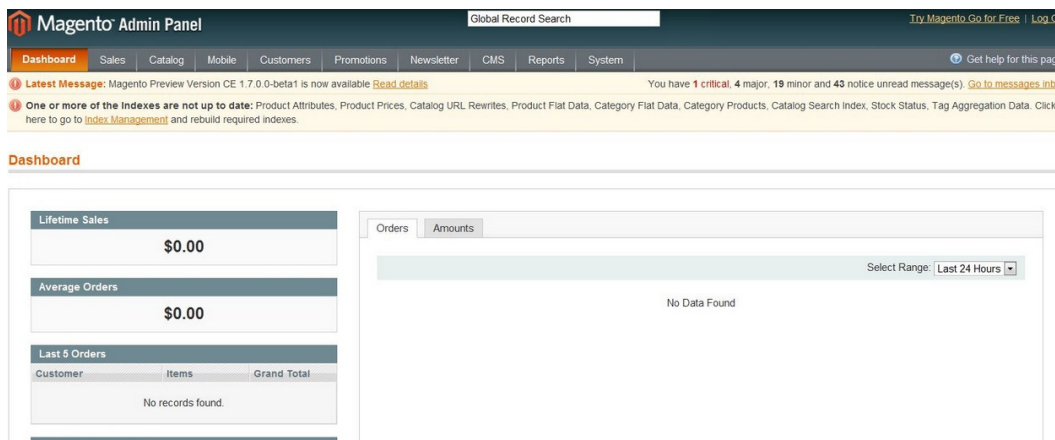 Magento Admin Panel
Global Record Search
Try Magento Go for Free | Log
Dashboard Sales Catalog Mobile Customers Promotions Newsletter CMS Reports System
Get help for this pag
Latest Message: Magento Preview Version CE 1.7.0.0-beta1 is now available Read details
You have 1 critical, 4 major, 19 minor and 43 notice unread message(s). Go to messages inb
One or more of the Indexes are not up to date: Product Attributes, Product Prices, Catalog URL Rewrites, Product Flat Data, Category Flat Data, Category Products, Catalog Search Index, Stock Status, Tag Aggregation Data. Click
here to go to Index Management and rebuild required indexes.
Dashboard
Lifetime Sales
$0.00
Average Orders
$0.00
Last 5 Orders
Customer Items Grand Total
No records found.
Orders Amounts
Select Range: Last 24 Hours
No Data Found